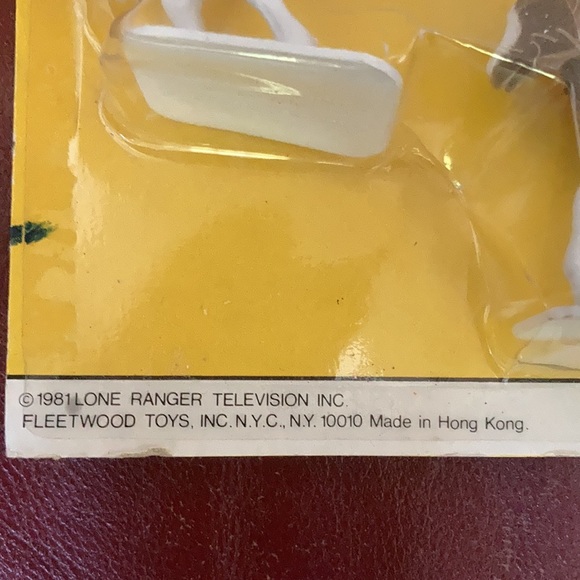 ©1981 LONE RANGER TELEVISION INC.
FLEETWOOD TOYS, INC. N.Y.C., N.Y. 10010 Made in Hong Kong.